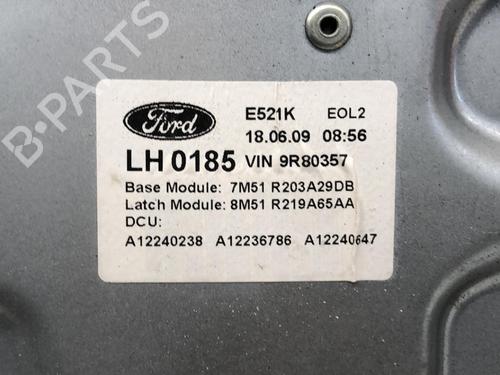 B-PARTS
Ford
E521K EOL2
18.06.09 08:56
LH 0185 VIN 9R80357
Base Module: 7M51 R203A29DB
Latch Module: 8M51 R219A65AA
DCU:
A12240238 A12236786 A12240647